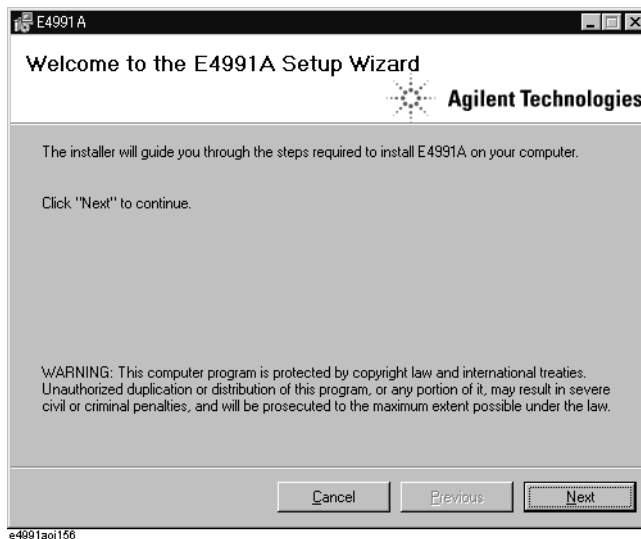 E4991A
Welcome to the E4991A Setup Wizard
Agilent Technologies
The installer will guide you through the steps required to install E4991A on your computer.
Click "Next" to continue.
WARNING: This computer program is protected by copyright law and international treaties.
Unauthorized duplication or distribution of this program, or any portion of it, may result in severe
civil or criminal penalties, and will be prosecuted to the maximum extent possible under the law.
Cancel
Previous
Next
e4991aoj156